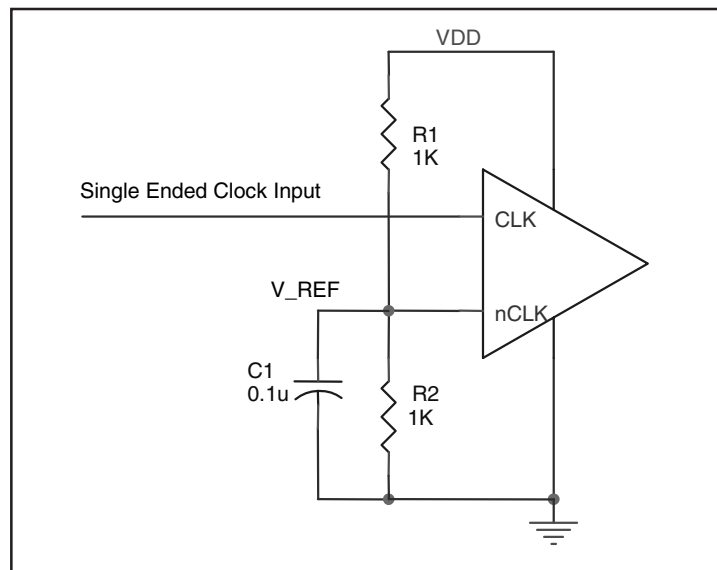 VDD
R1
1K
Single Ended Clock Input
CLK
V_REF
nCLK
C1
0.1u
R2
1K